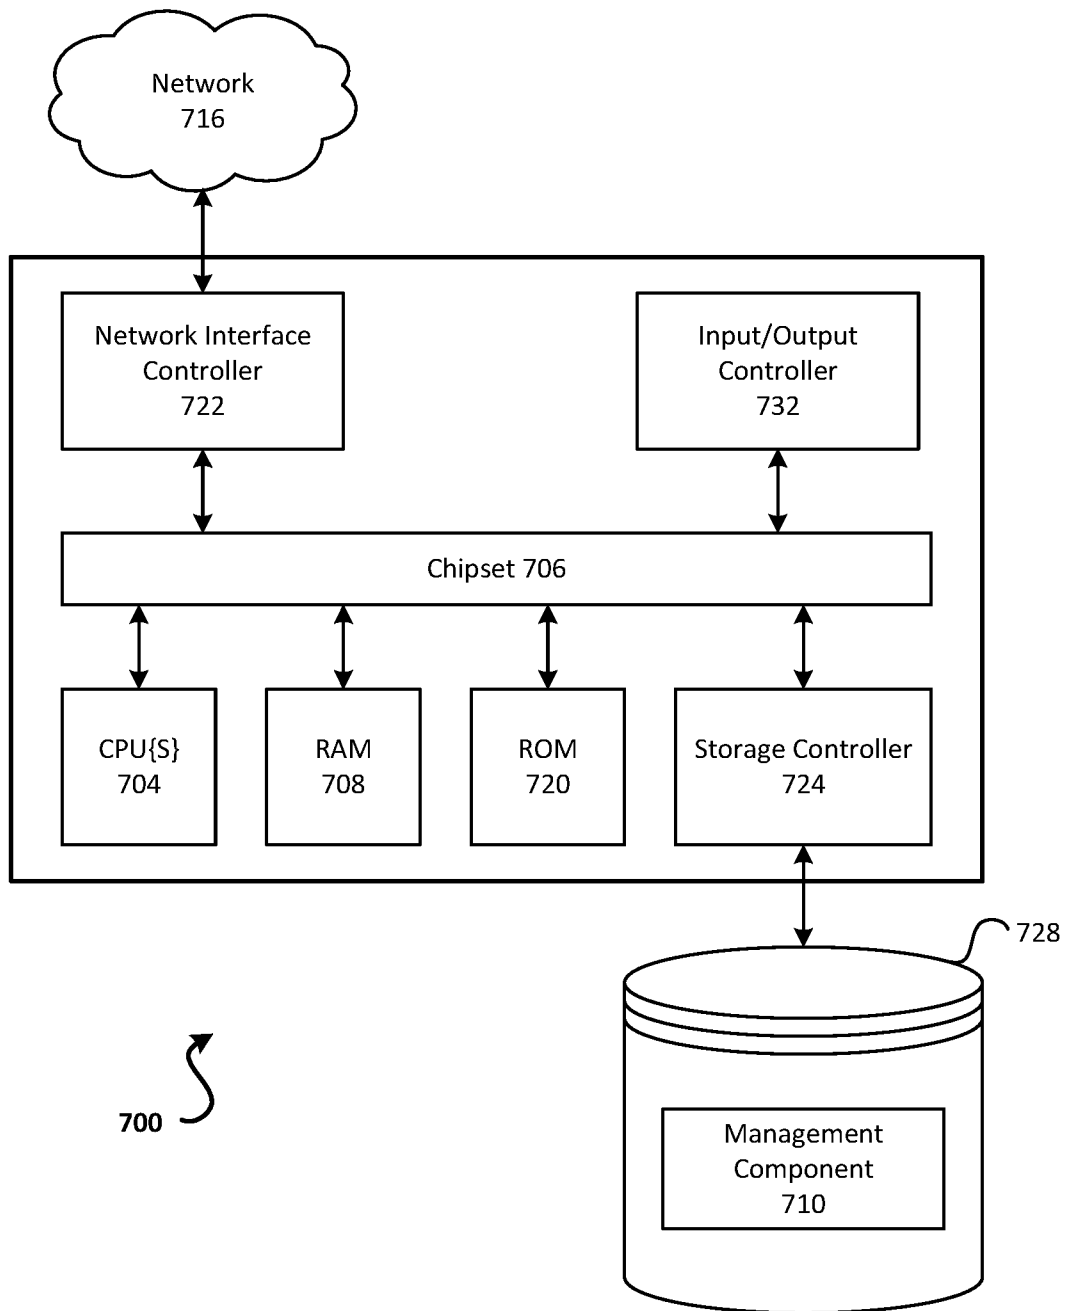 Network
716
Network Interface
Controller
722
Input/Output
Controller
732
Chipset 706
CPU{S}
704
RAM
708
ROM
720
Storage Controller
724
728
700
Management
Component
710